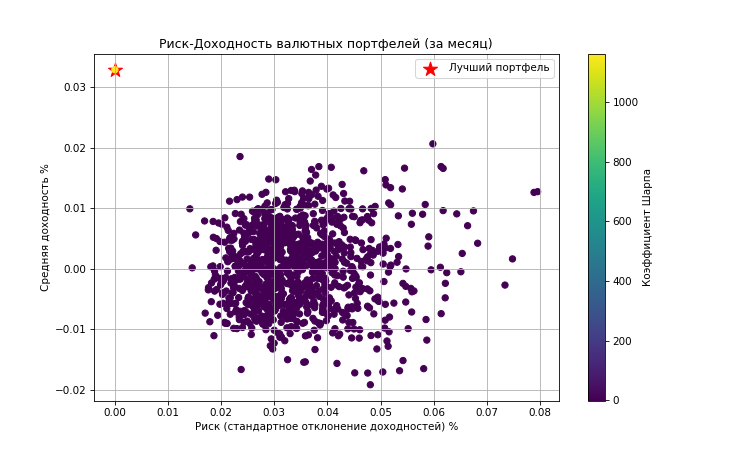 Риск-Доходность валютных портфелей (за месяц)
Лучший портфель
Средняя доходность %
0.03
0.02
0.01
0.00
−0.01
−0.02
0.00 0.01 0.02 0.03 0.04 0.05 0.06 0.07 0.08
Риск (стандартное отклонение доходностей) %
1000
800
600
400
200
0
Коэффициент Шарпа